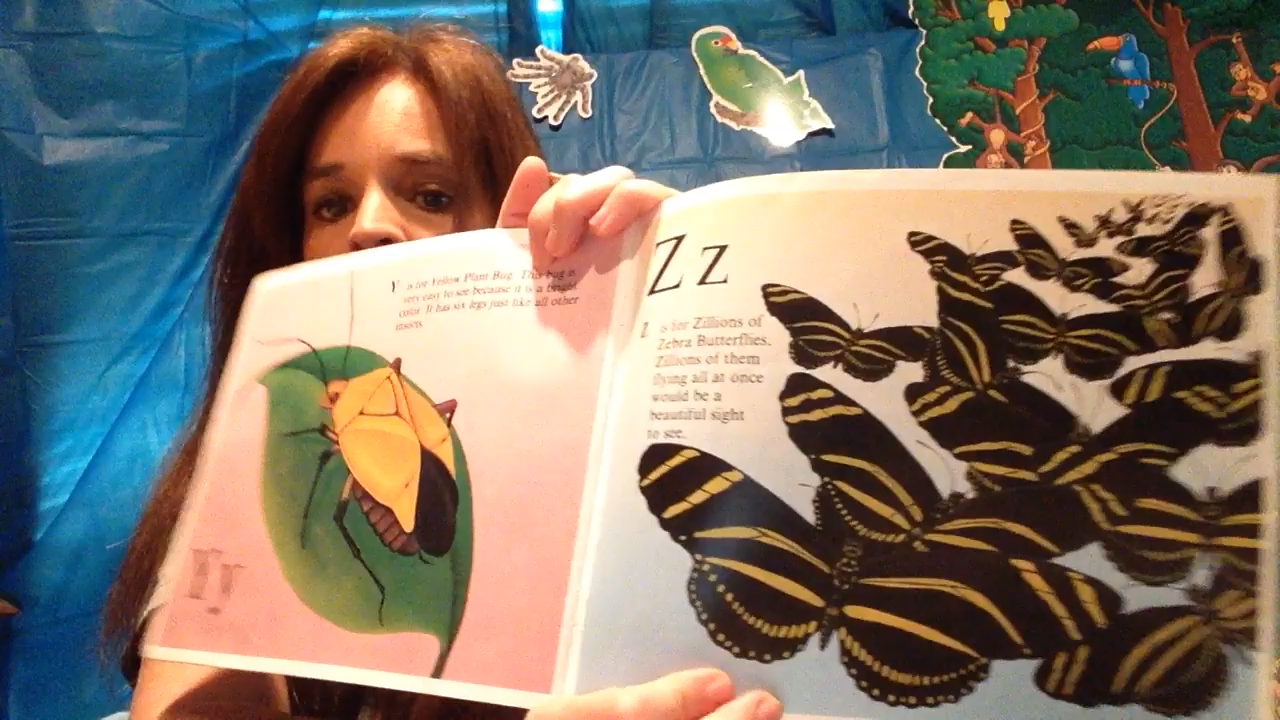 Y is for Yellow Plant Bug. This bug is
very easy to see because it is a bright
color. It has six legs just like all other
insects.
Yy
Zz
Z is for Zillions of
Zebra Butterflies.
Zillions of them
flying all at once
would be a
beautiful sight
to see.